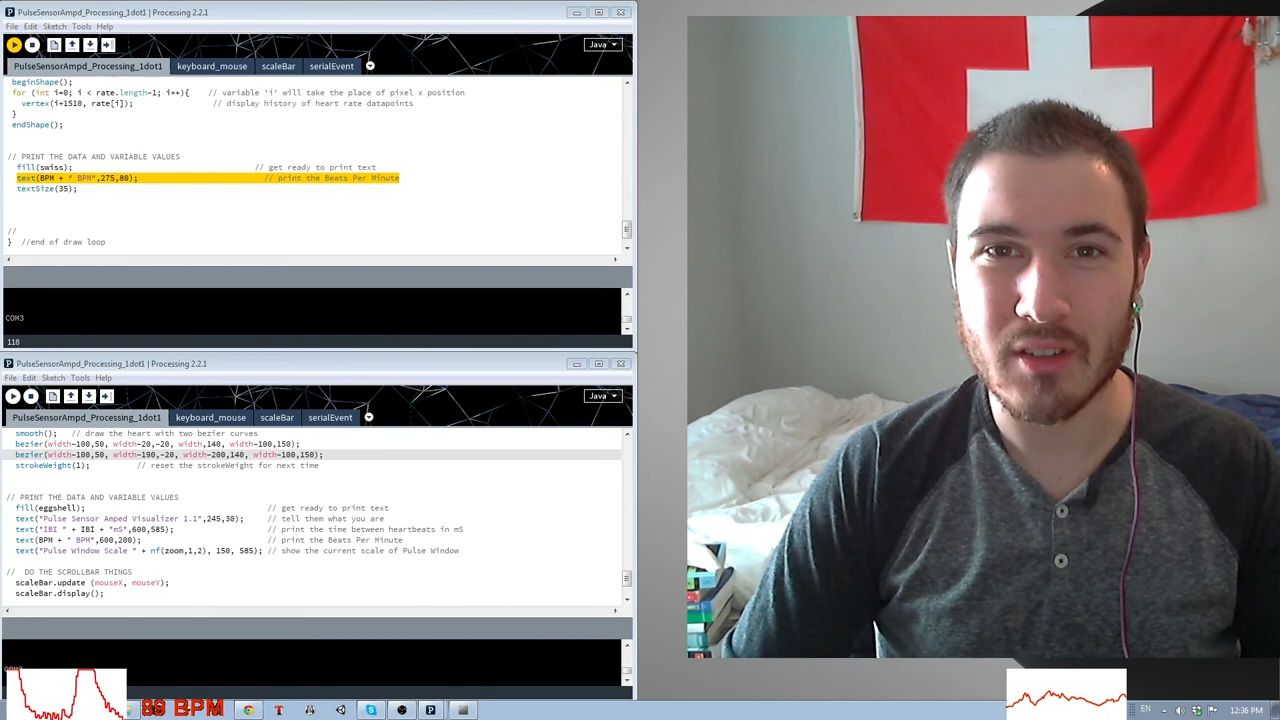 PulseSensorAmpd_Processing_1dot1 | Processing 2.2.1
File Edit Sketch Tools Help
Java
PulseSensorAmpd_Processing_1dot1 keyboard_mouse scaleBar serialEvent
beginShape();
for (int i=0; i < rate.length-1; i++){ // variable 'i' will take the place of pixel x position
vertex(i+1510, rate[i]); // display history of heart rate datapoints
}
endShape();
// PRINT THE DATA AND VARIABLE VALUES
fill(swiss); // get ready to print text
text(BPM + " BPM",275,80); // print the Beats Per Minute
textSize(35);
//
} //end of draw loop
COM3
118
PulseSensorAmpd_Processing_1dot1 | Processing 2.2.1
File Edit Sketch Tools Help
Java
PulseSensorAmpd_Processing_1dot1 keyboard_mouse scaleBar serialEvent
smooth(); // draw the heart with two bezier curves
bezier(width-100,50, width-20,-20, width,140, width-100,150);
bezier(width-100,50, width-190,-20, width-200,140, width-100,150);
strokeWeight(1); // reset the strokeWeight for next time
// PRINT THE DATA AND VARIABLE VALUES
fill(eggshell); // get ready to print text
text("Pulse Sensor Amped Visualizer 1.1",245,30); // tell them what you are
text("IBI " + IBI + "mS",600,585); // print the time between heartbeats in mS
text(BPM + " BPM",600,200); // print the Beats Per Minute
text("Pulse Window Scale " + nf(zoom,1,2), 150, 585); // show the current scale of Pulse Window
// DO THE SCROLLBAR THINGS
scaleBar.update (mouseX, mouseY);
scaleBar.display();
89 BPM
EN
12:36 PM